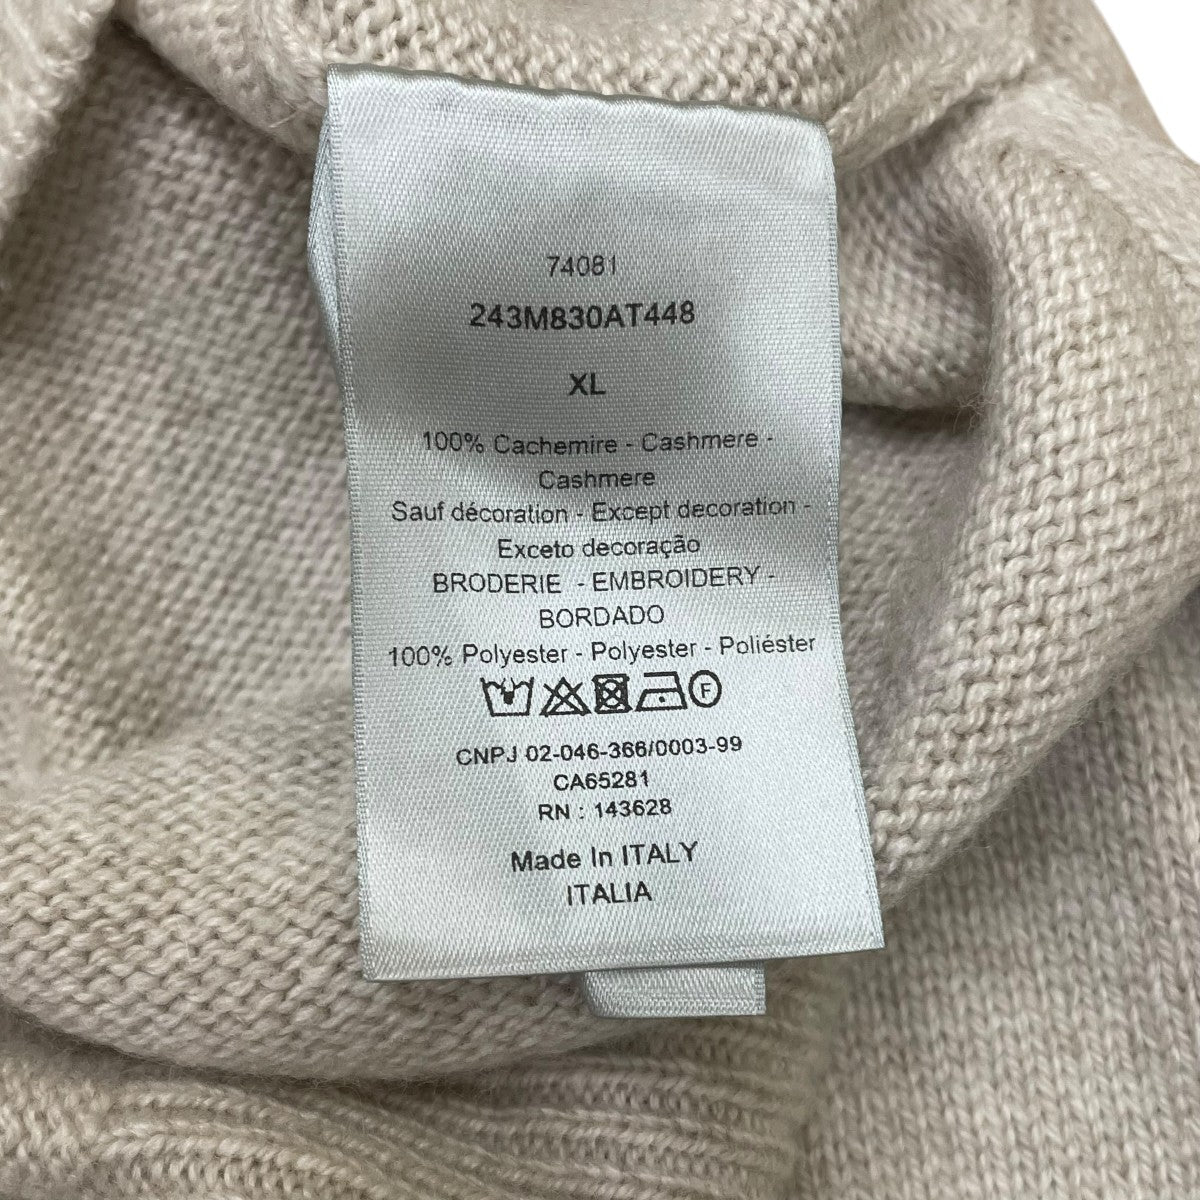 74081
243M830AT448
XL
100% Cachemire - Cashmere -
Cashmere
Sauf décoration - Except decoration -
Exceto decoração
BRODERIE - EMBROIDERY -
BORDADO
100% Polyester - Polyester - Poliéster
F
CNPJ 02-046-366/0003-99
CA65281
RN : 143628
Made In ITALY
ITALIA